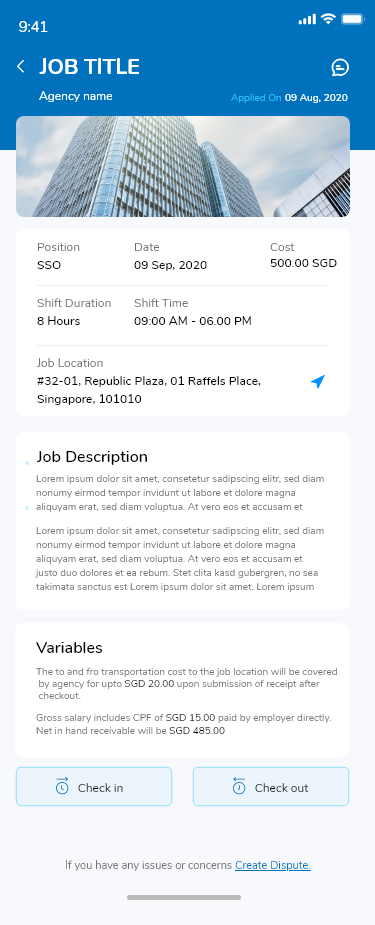 9:41
JOB TITLE
Agency name
Applied On 09 Aug, 2020
Position Date Cost
SSO 09 Sep, 2020 500.00 SGD
Shift Duration Shift Time
8 Hours 09:00 AM - 06.00 PM
Job Location
#32-01, Republic Plaza, 01 Raffels Place,
Singapore, 101010
Job Description
Lorem ipsum dolor sit amet, consetetur sadipscing elitr, sed diam
nonumy eirmod tempor invidunt ut labore et dolore magna
aliquyam erat, sed diam voluptua. At vero eos et accusam et
Lorem ipsum dolor sit amet, consetetur sadipscing elitr, sed diam
nonumy eirmod tempor invidunt ut labore et dolore magna
aliquyam erat, sed diam voluptua. At vero eos et accusam et
justo duo dolores et ea rebum. Stet clita kasd gubergren, no sea
takimata sanctus est Lorem ipsum dolor sit amet. Lorem ipsum
Variables
The to and fro transportation cost to the job location will be covered
by agency for upto SGD 20.00 upon submission of receipt after
checkout.
Gross salary includes CPF of SGD 15.00 paid by employer directly.
Net in hand receivable will be SGD 485.00
Check in Check out
If you have any issues or concerns Create Dispute.